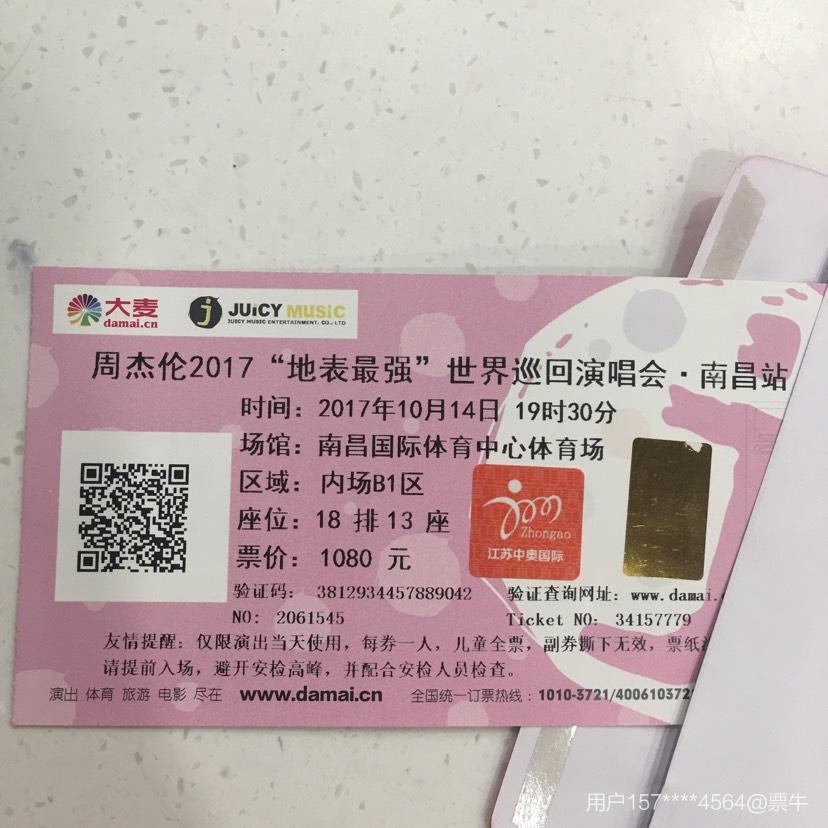 大麦
damai.cn
JUICY MUSIC
JUICY MUSIC ENTERTAINMENT. CO., LTD
周杰伦2017“地表最强”世界巡回演唱会·南昌站
时间：2017年10月14日 19时30分
场馆：南昌国际体育中心体育场
区域：内场B1区
座位：18 排 13 座
票价：1080 元
Zhongao
江苏中奥国际
验证码： 3812934457889042 验证查询网址：www.damai.
NO: 2061545 Ticket NO: 34157779
友情提醒：仅限演出当天使用，每券一人，儿童全票，副券撕下无效，票纸
请提前入场，避开安检高峰，并配合安检人员检查。
演出 体育 旅游 电影 尽在 www.damai.cn 全国统一订票热线：1010-3721/4006103721
用户157****4564@票牛